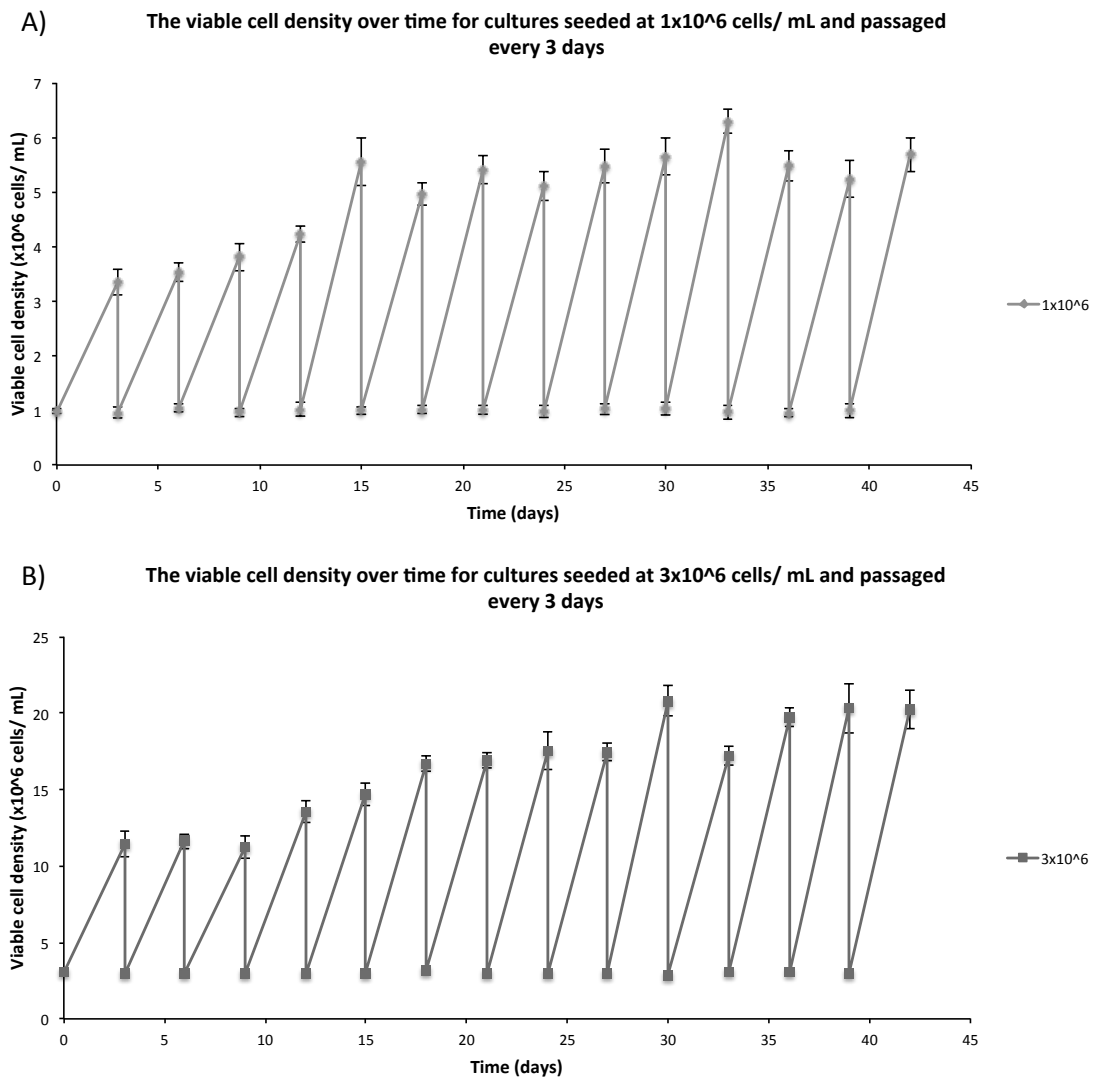 A)
The viable cell density over time for cultures seeded at 1x10^6 cells/ mL and passaged
every 3 days
Viable cell density (x10^6 cells/ mL)
7
6
5
4
3
2
1
0
0 5 10 15 20 25 30 35 40 45
Time (days)
1x10^6
B)
The viable cell density over time for cultures seeded at 3x10^6 cells/ mL and passaged
every 3 days
Viable cell density (x10^6 cells/ mL)
25
20
15
10
5
0
0 5 10 15 20 25 30 35 40 45
Time (days)
3x10^6